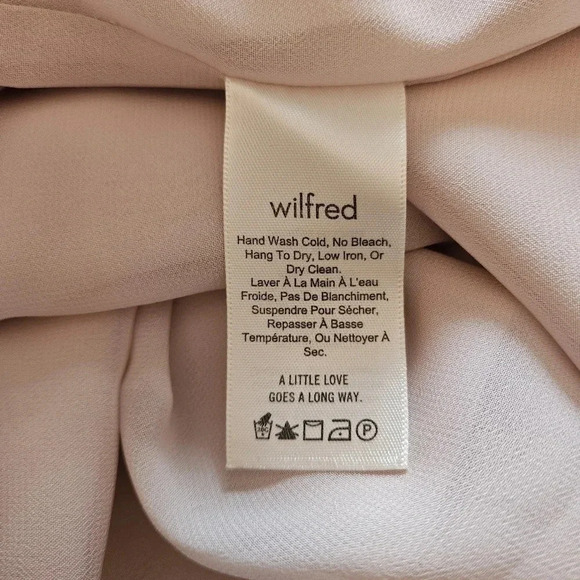 wilfred
Hand Wash Cold, No Bleach,
Hang To Dry, Low Iron, Or
Dry Clean.
Laver À La Main À L'eau
Froide, Pas De Blanchiment,
Suspendre Pour Sécher,
Repasser À Basse
Température, Ou Nettoyer À
Sec.
A LITTLE LOVE
GOES A LONG WAY.
P